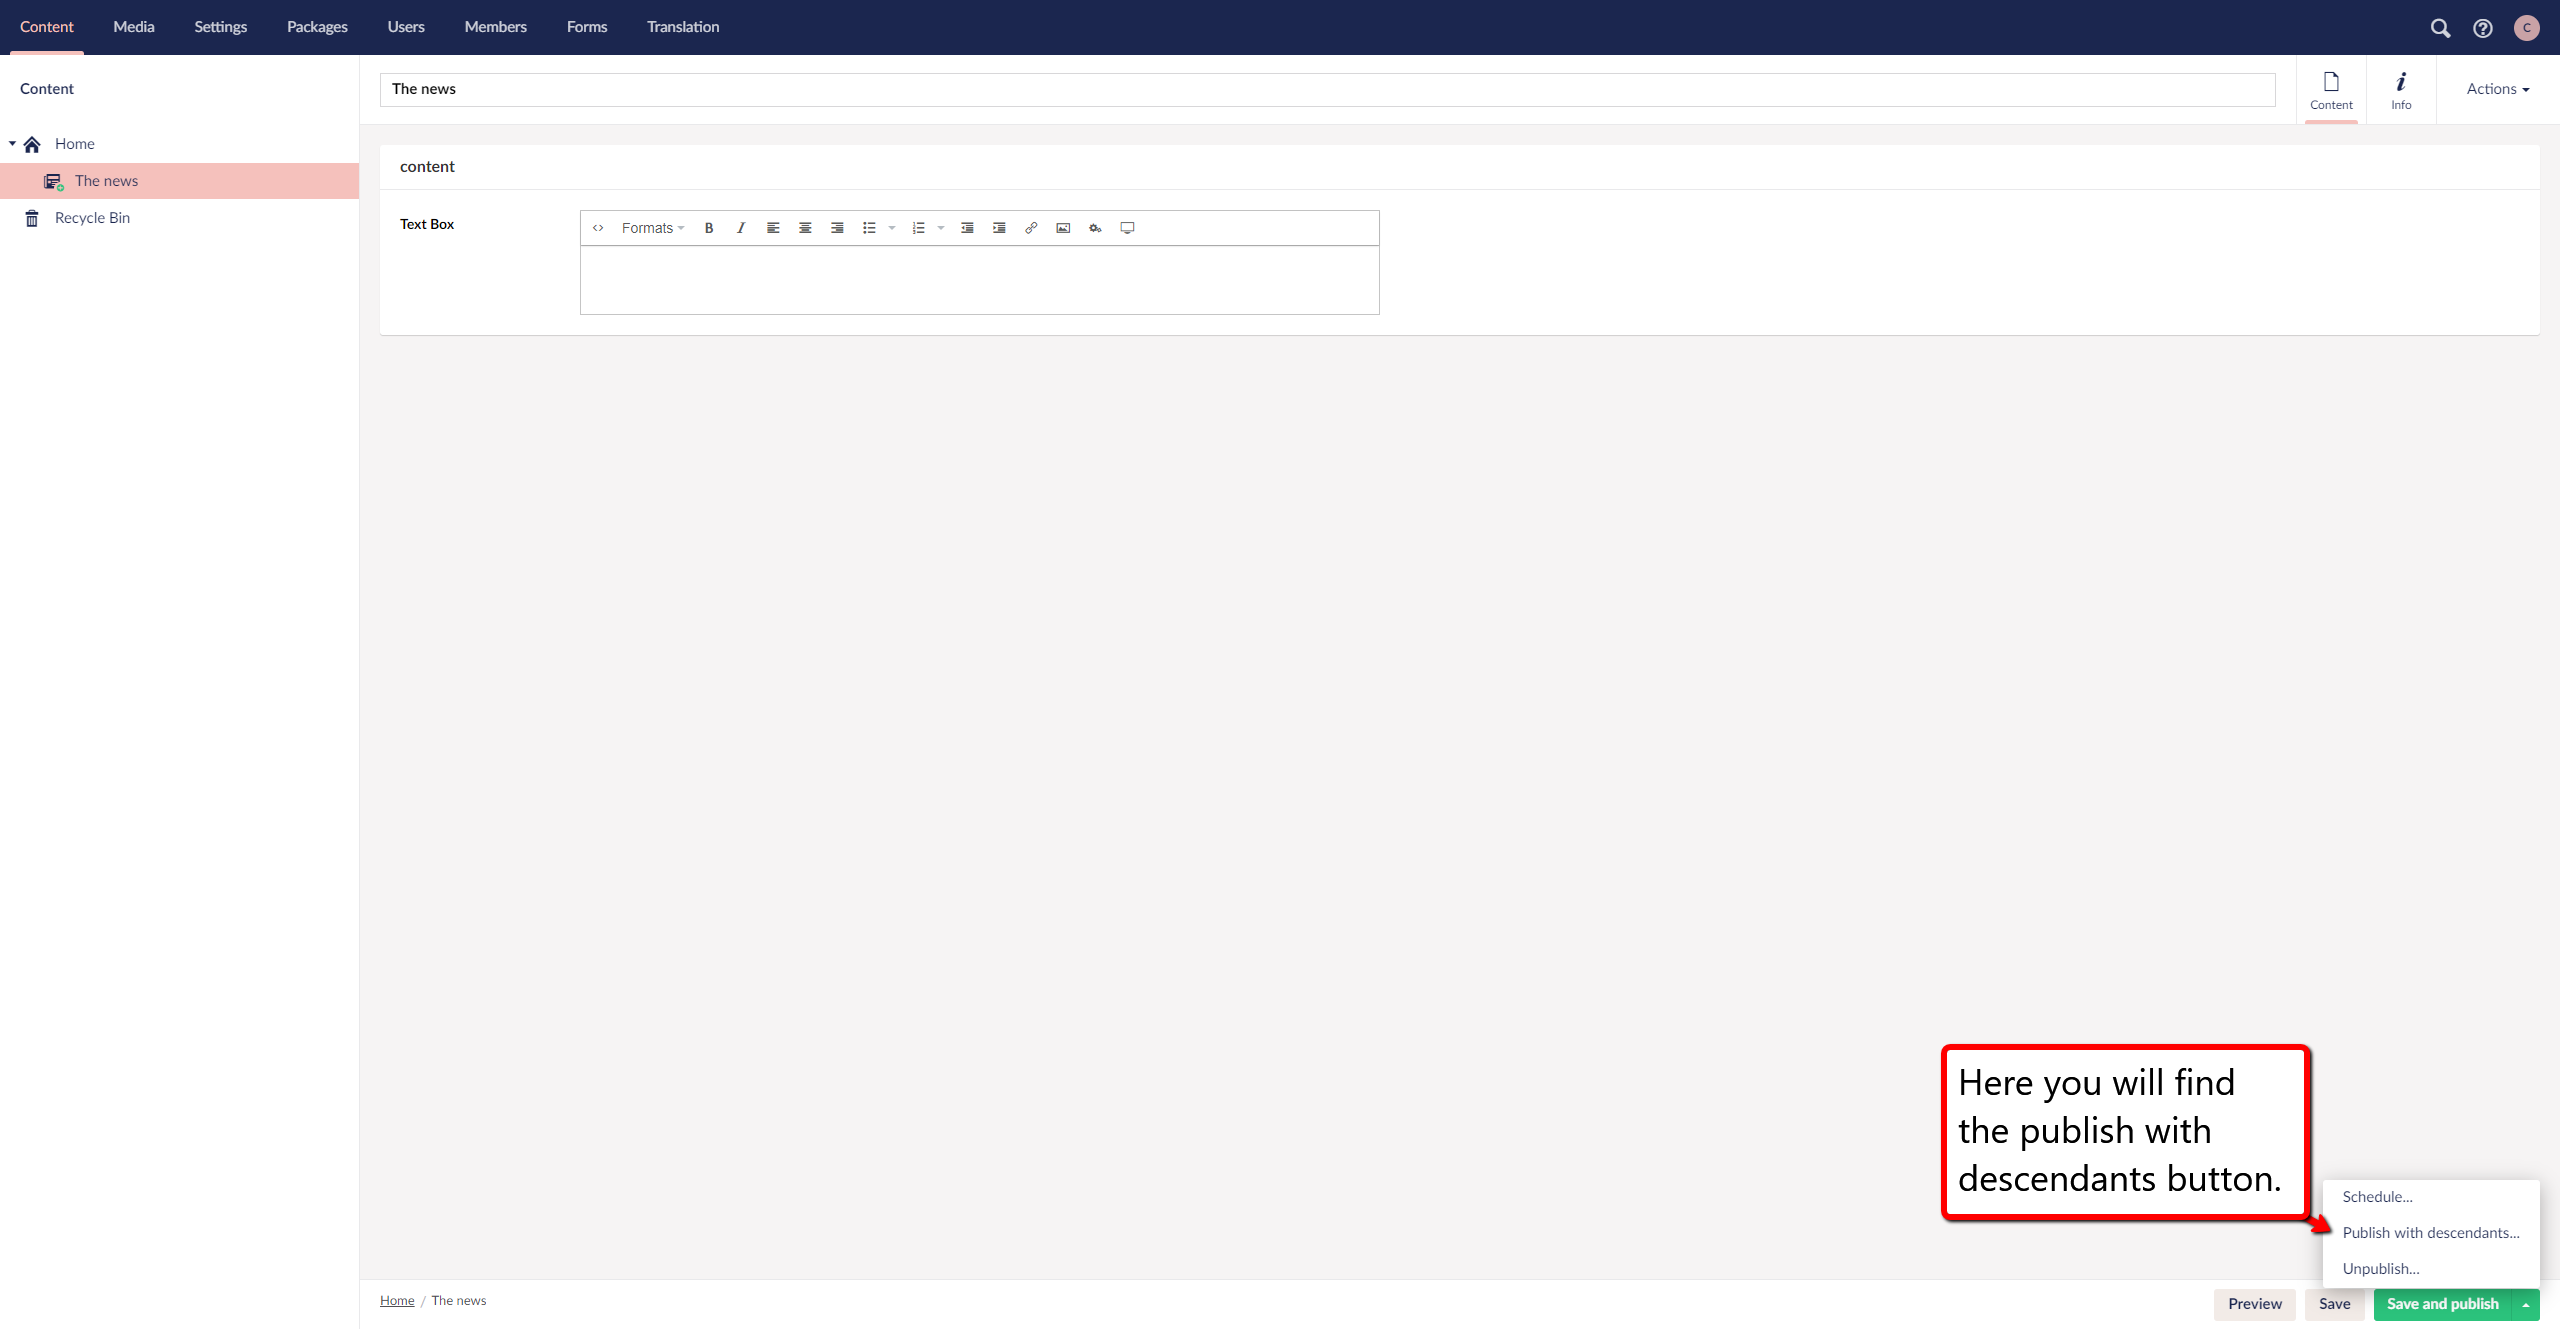 Content Media Settings Packages Users Members Forms Translation
C
Content
The news
Content
Info
Actions
Home
The news
Recycle Bin
content
Text Box
Formats
B I
Here you will find
the publish with
descendants button.
Schedule...
Publish with descendants...
Unpublish...
Home / The news
Preview Save Save and publish